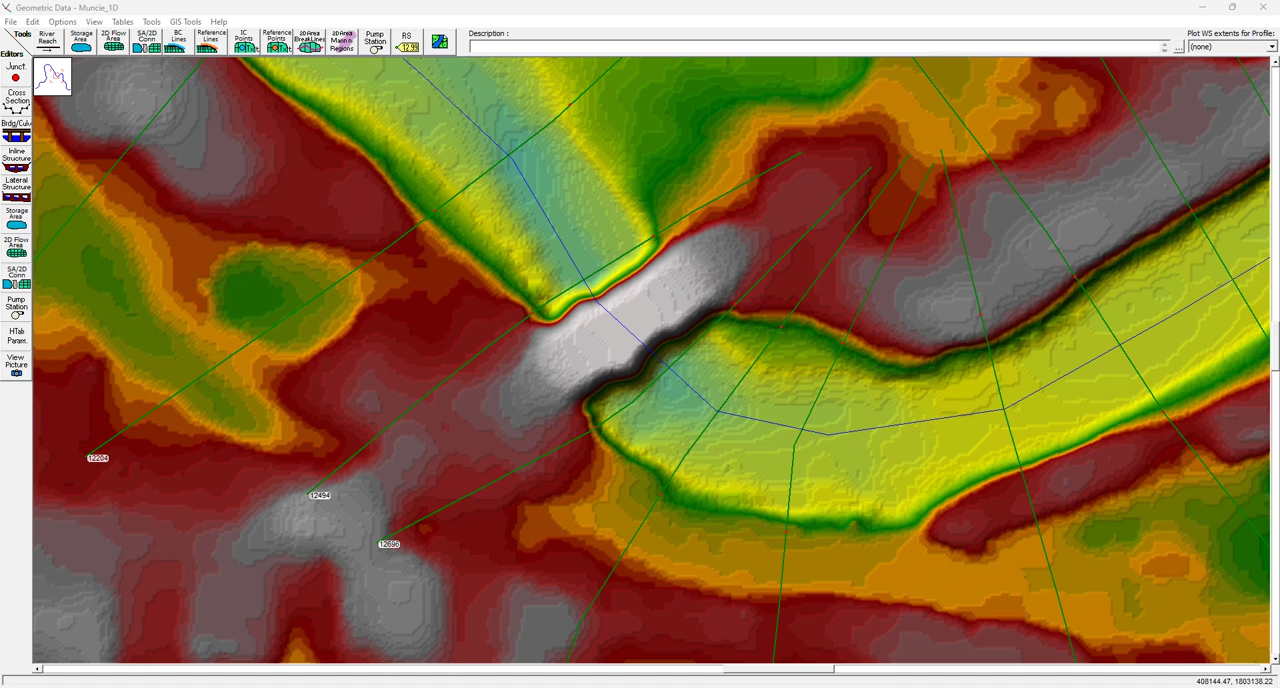 Geometric Data - Muncie_1D
File Edit Options View Tables Tools GIS Tools Help
Tools
Editors
River
Reach
Storage
Area
2D Flow
Area
SA/2D
Conn
BC
Lines
Reference
Lines
IC
Points
Reference
Points
2D Area
BreakLines
2D Area
Mann n
Regions
Pump
Station
RS
Description :
...
Plot WS extents for Profile:
(none)
Junct.
Cross
Section
Brdg/Culv
Inline
Structure
Lateral
Structure
Storage
Area
2D Flow
Area
SA/2D
Conn
Pump
Station
HTab
Param.
View
Picture
12204
12494
12696
408144.47, 1803138.22